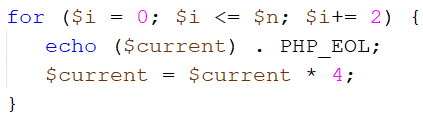 for ($i = 0; $i <= $n; $i+= 2) {
echo ($current) . PHP_EOL;
$current = $current * 4;
}